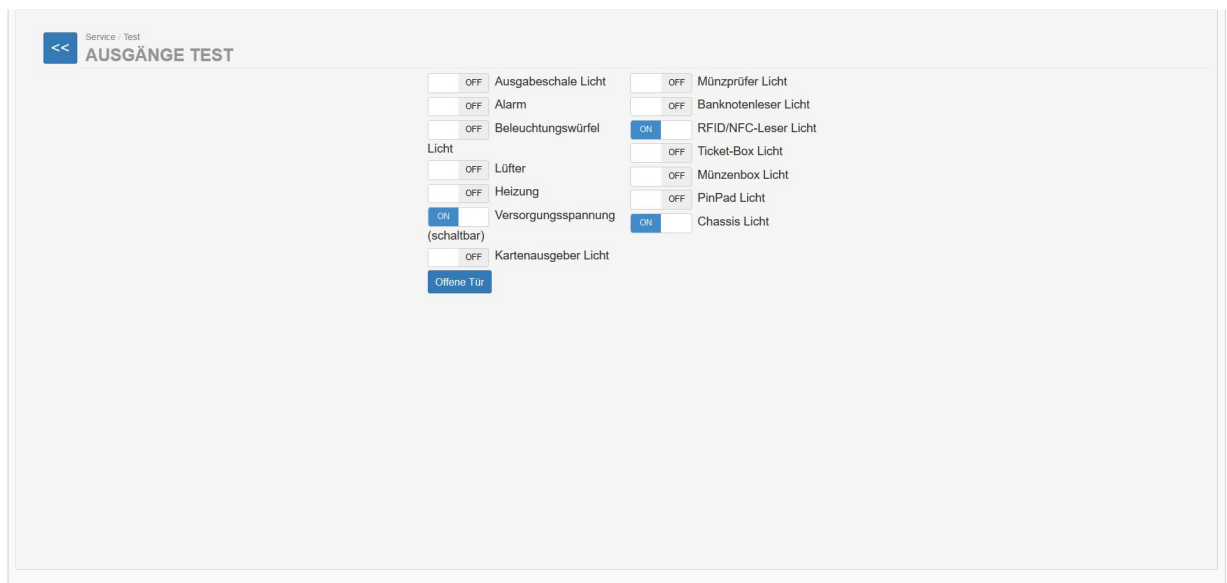 <<
Service / Test
AUSGÄNGE TEST
OFF Ausgabeschale Licht
OFF Alarm
OFF Beleuchtungswürfel
Licht
OFF Lüfter
OFF Heizung
ON Versorgungsspannung
(schaltbar)
OFF Kartenausgeber Licht
Offene Tür
OFF Münzprüfer Licht
OFF Banknotenleser Licht
ON RFID/NFC-Leser Licht
OFF Ticket-Box Licht
OFF Münzenbox Licht
OFF PinPad Licht
ON Chassis Licht